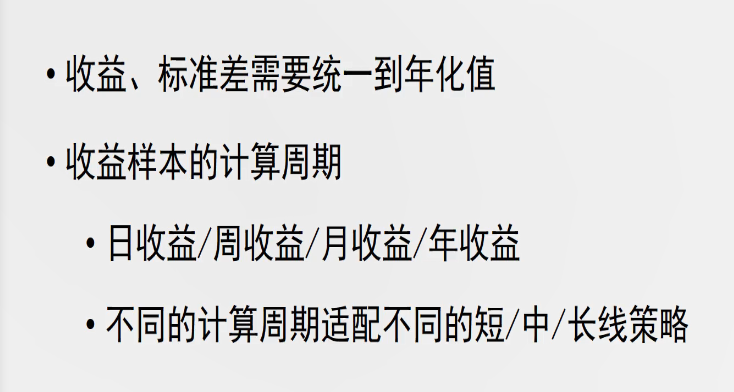 • 收益、标准差需要统一到年化值
• 收益样本的计算周期
• 日收益/周收益/月收益/年收益
• 不同的计算周期适配不同的短/中/长线策略